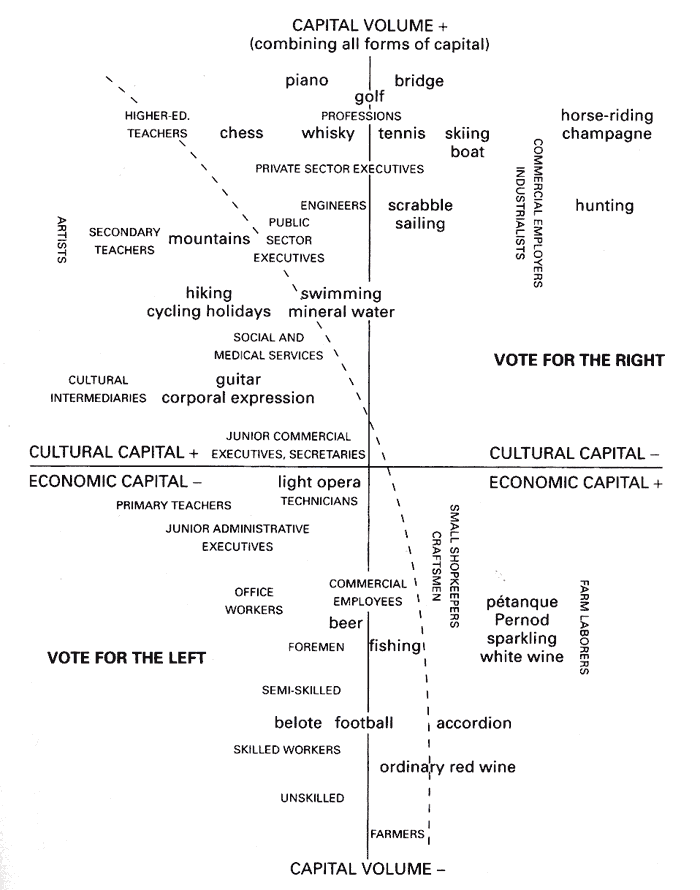 CAPITAL VOLUME +
(combining all forms of capital)
piano bridge
golf
HIGHER-ED. PROFESSIONS horse-riding
TEACHERS chess whisky tennis skiing champagne
boat
COMMERCIAL EMPLOYERS
INDUSTRIALISTS
PRIVATE SECTOR EXECUTIVES
ENGINEERS scrabble hunting
ARTISTS
SECONDARY mountains PUBLIC sailing
TEACHERS SECTOR
EXECUTIVES
hiking swimming
cycling holidays mineral water
SOCIAL AND
MEDICAL SERVICES
VOTE FOR THE RIGHT
CULTURAL guitar
INTERMEDIARIES corporal expression
JUNIOR COMMERCIAL
CULTURAL CAPITAL + EXECUTIVES, SECRETARIES CULTURAL CAPITAL –
ECONOMIC CAPITAL – light opera ECONOMIC CAPITAL +
PRIMARY TEACHERS TECHNICIANS
SMALL SHOPKEEPERS
CRAFTSMEN
JUNIOR ADMINISTRATIVE
EXECUTIVES
OFFICE COMMERCIAL
WORKERS EMPLOYEES pétanque
FARM LABORERS
beer Pernod
FOREMEN fishing sparkling
VOTE FOR THE LEFT white wine
SEMI-SKILLED
belote football accordion
SKILLED WORKERS
ordinary red wine
UNSKILLED
FARMERS
CAPITAL VOLUME –